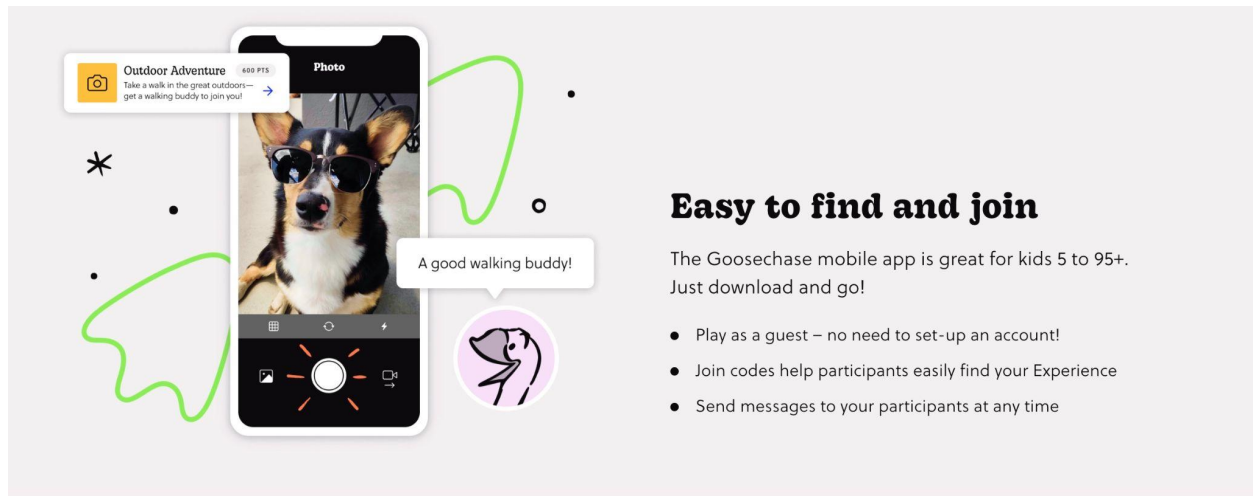 Outdoor Adventure 600 PTS
Take a walk in the great outdoors—
get a walking buddy to join you!
Photo
A good walking buddy!
Easy to find and join
The Goosechase mobile app is great for kids 5 to 95+.
Just download and go!
Play as a guest – no need to set-up an account!
Join codes help participants easily find your Experience
Send messages to your participants at any time